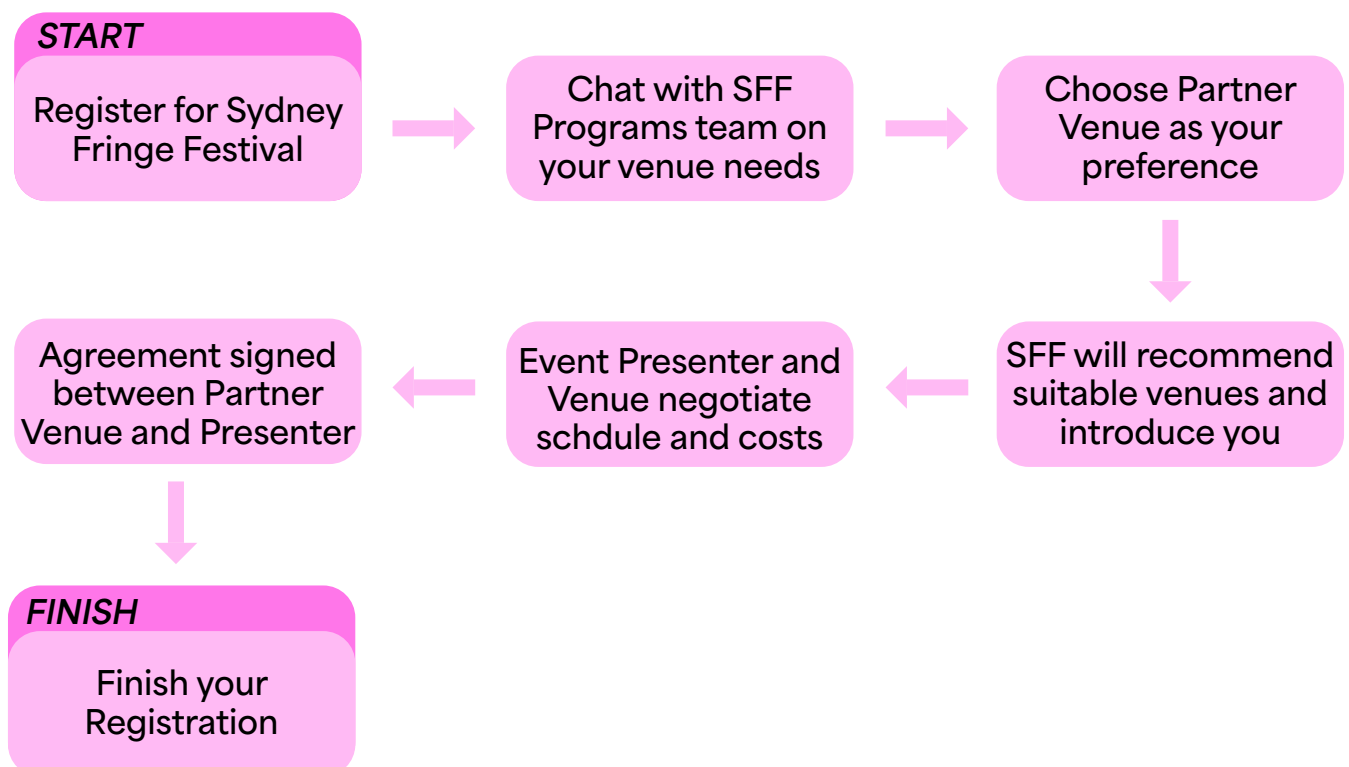 START
Register for Sydney
Fringe Festival
Chat with SFF
Programs team on
your venue needs
Choose Partner
Venue as your
preference
SFF will recommend
suitable venues and
introduce you
Event Presenter and
Venue negotiate
schdule and costs
Agreement signed
between Partner
Venue and Presenter
FINISH
Finish your
Registration